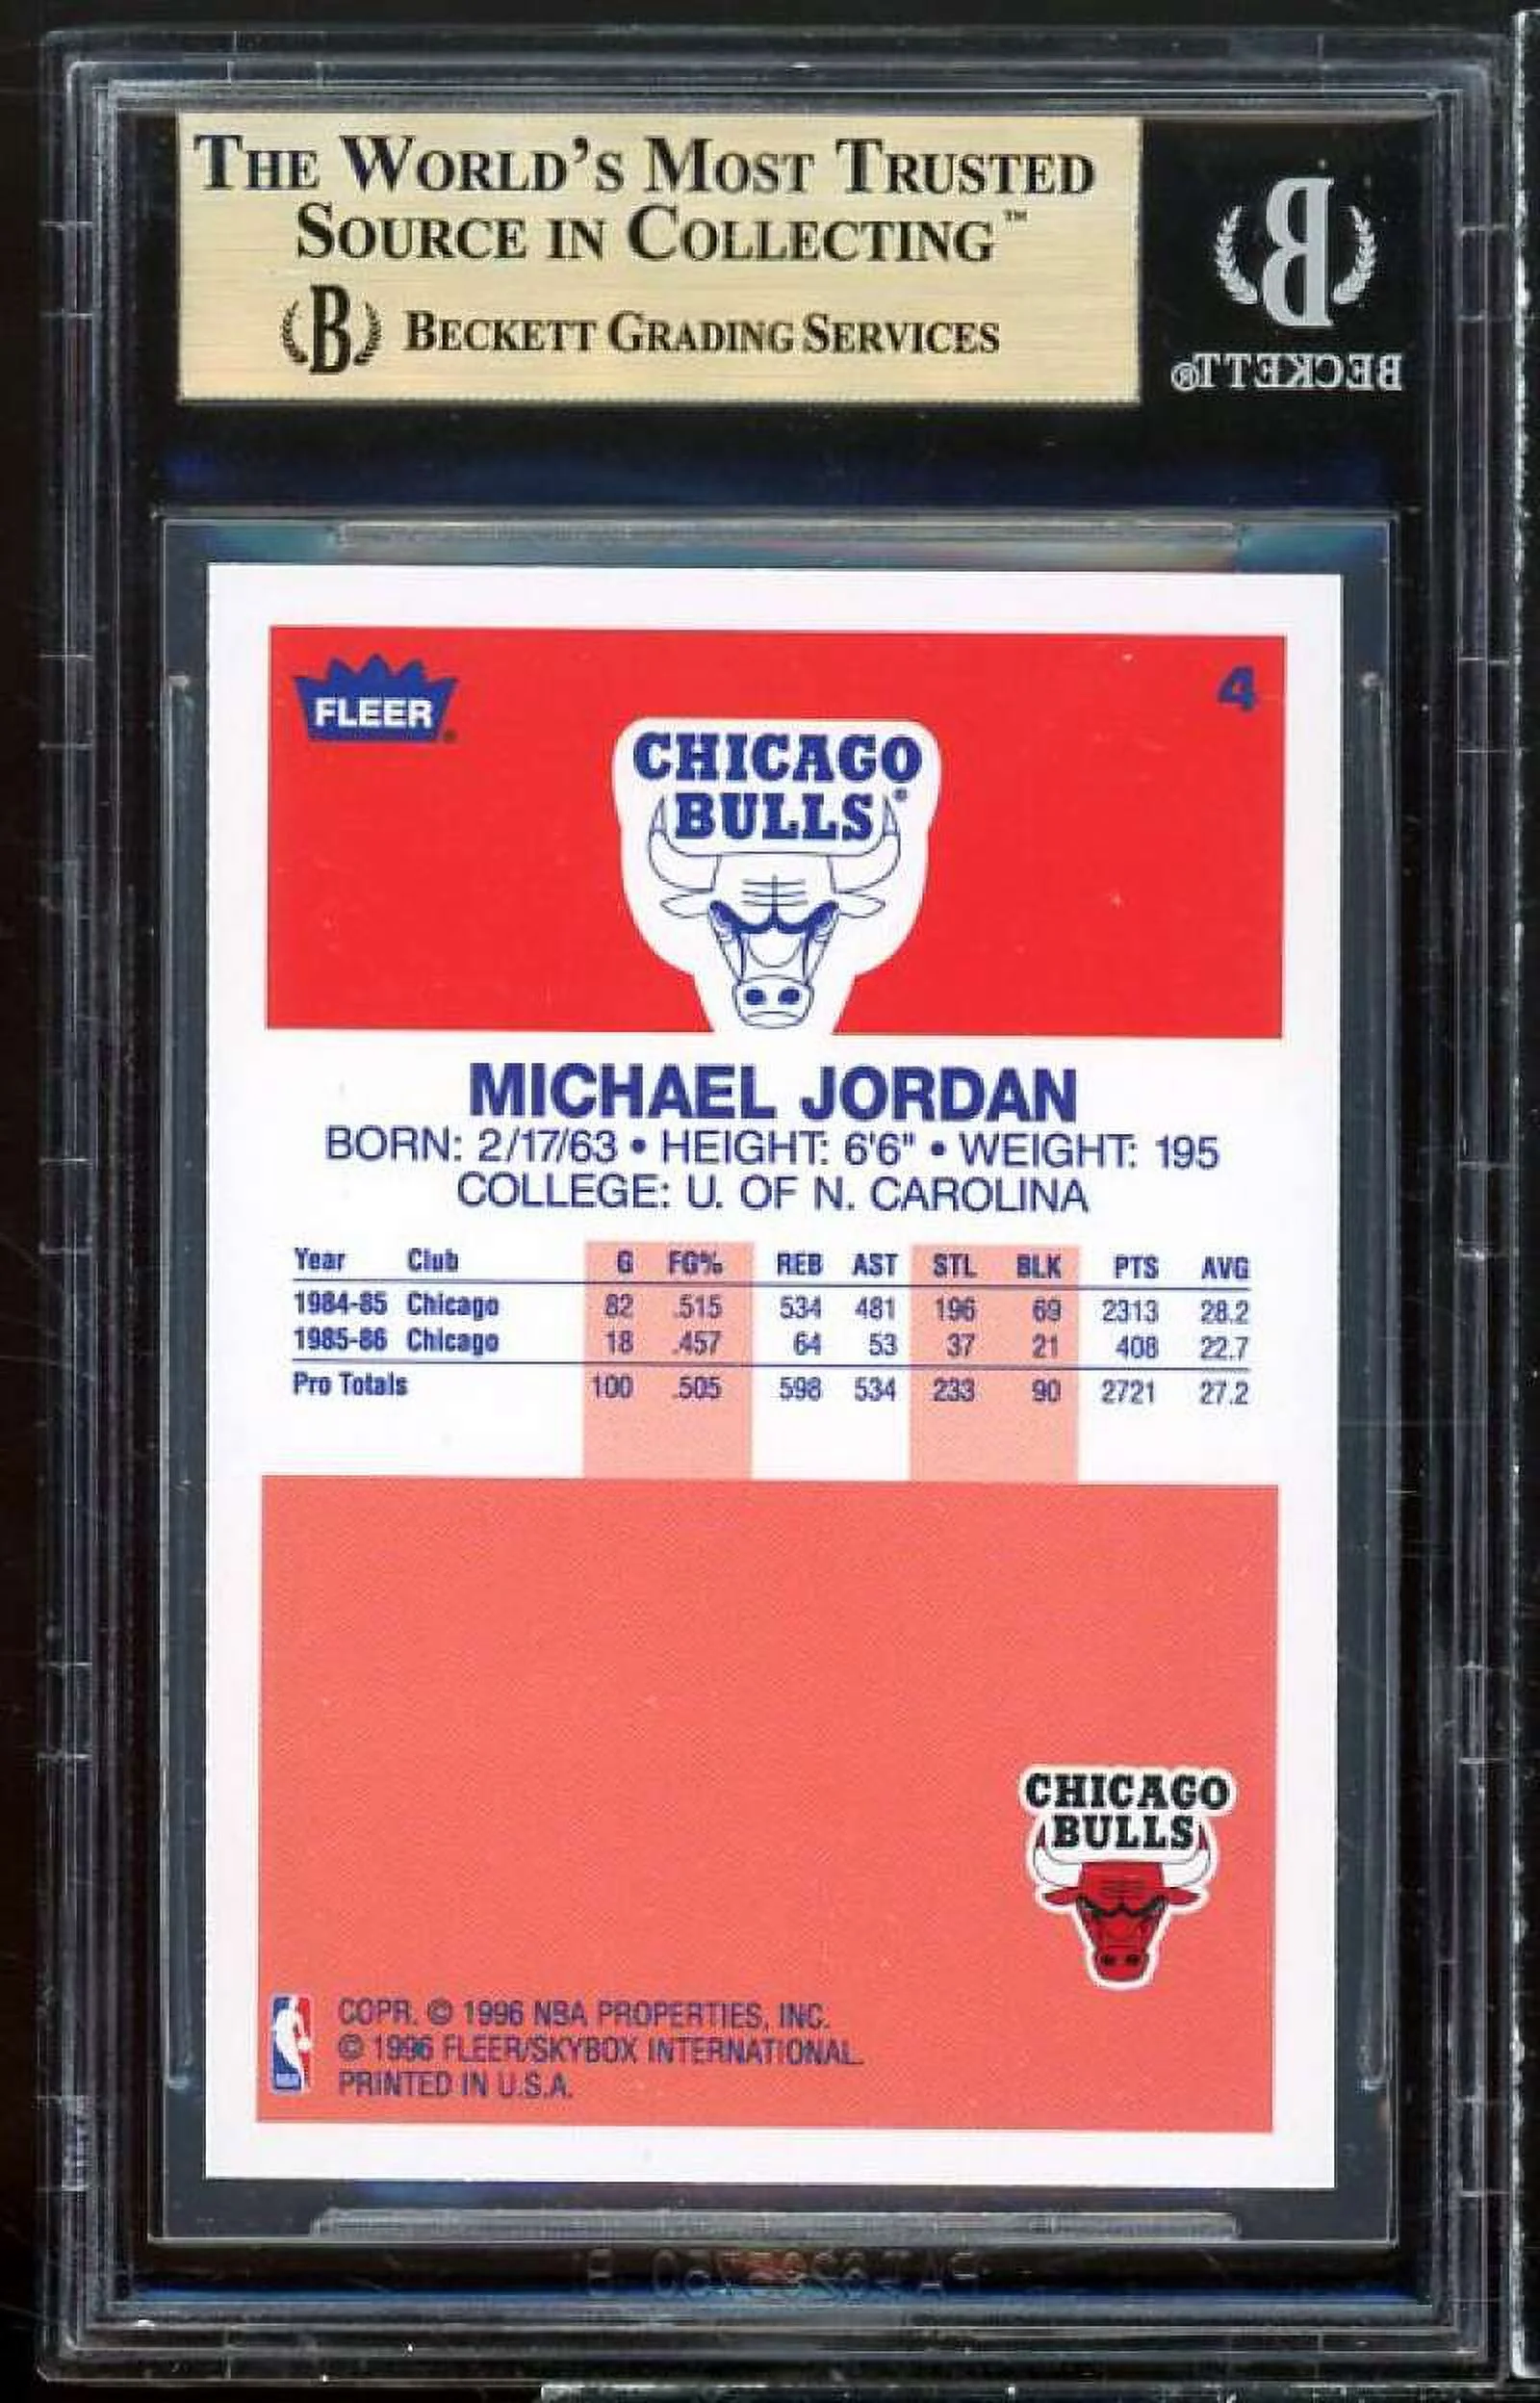 THE WORLD'S MOST TRUSTED
SOURCE IN COLLECTING™
B BECKETT GRADING SERVICES
B
BECKETT®
FLEER®
4
CHICAGO
BULLS®
MICHAEL JORDAN
BORN: 2/17/63 • HEIGHT: 6'6" • WEIGHT: 195
COLLEGE: U. OF N. CAROLINA
Year Club G FG% REB AST STL BLK PTS AVG
1984-85 Chicago 82 .515 534 481 196 69 2313 28.2
1985-86 Chicago 18 .457 64 53 37 21 408 22.7
Pro Totals 100 .505 598 534 233 90 2721 27.2
CHICAGO
BULLS
COPR. © 1996 NBA PROPERTIES, INC.
© 1996 FLEER/SKYBOX INTERNATIONAL.
PRINTED IN U.S.A.